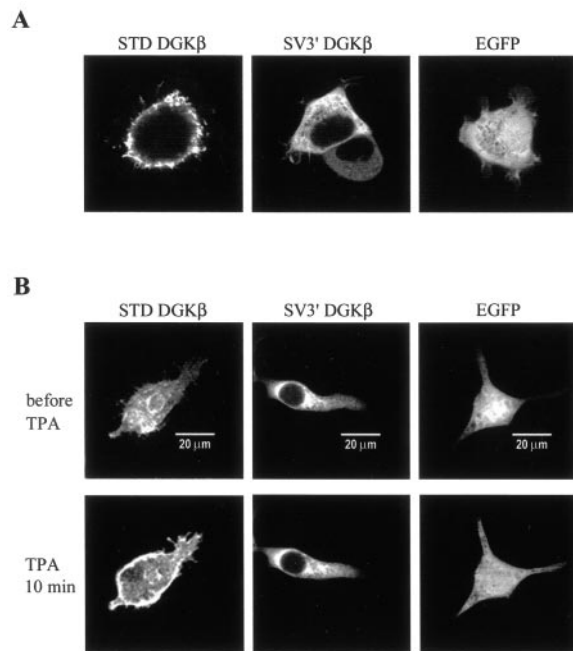 A
STD DGKβ SV3' DGKβ EGFP
B
STD DGKβ SV3' DGKβ EGFP
before
TPA
20 μm 20 μm 20 μm
TPA
10 min